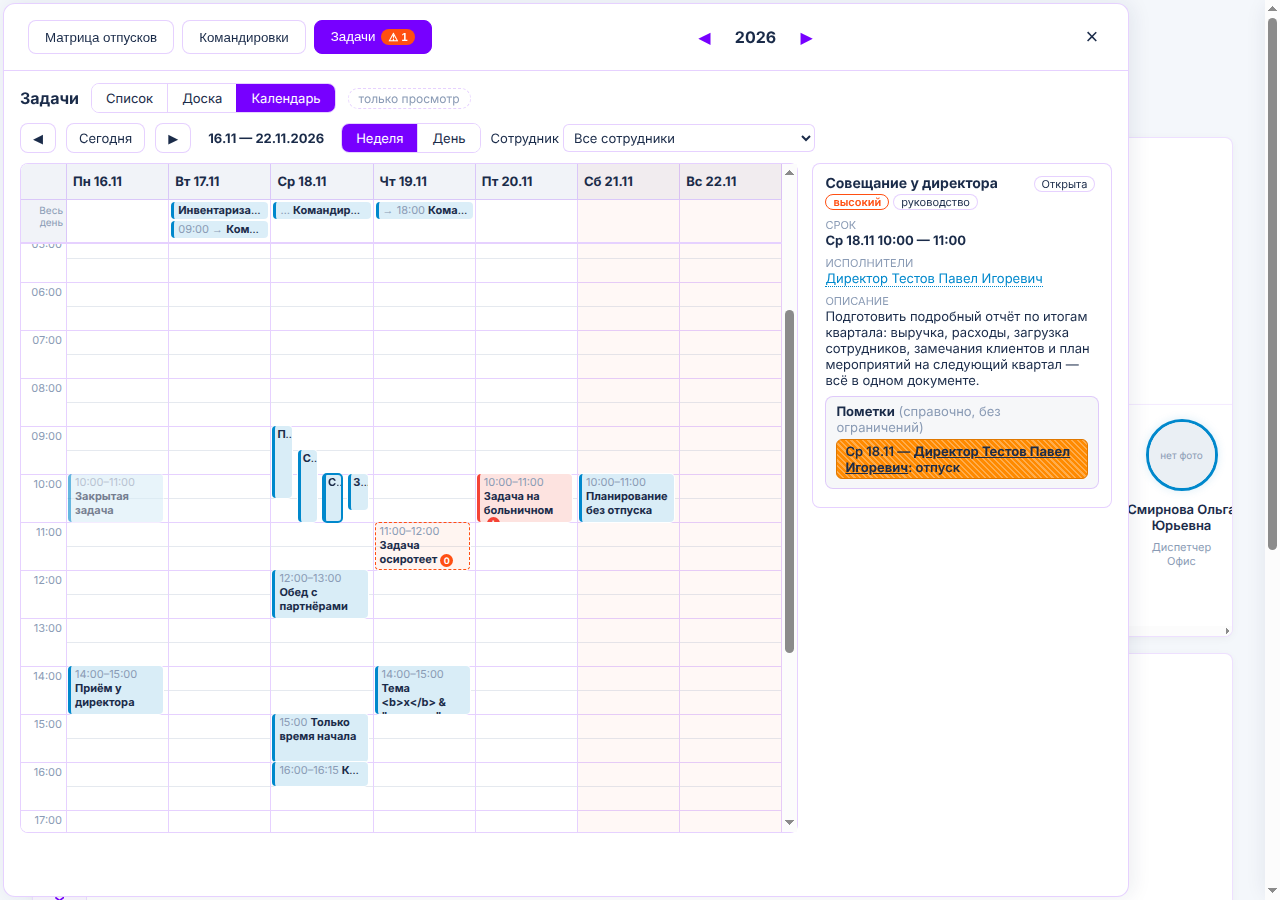 Матрица отпусков
Командировки
Задачи ⚠ 1
◀ 2026 ▶
×
Задачи
Список
Доска
Календарь
только просмотр
◀
Сегодня
▶
16.11 — 22.11.2026
Неделя
День
Сотрудник
Все сотрудники
Пн 16.11
Вт 17.11
Ср 18.11
Чт 19.11
Пт 20.11
Сб 21.11
Вс 22.11
Весь
день
Инвентариза...
09:00 → Ком...
... Командир...
→ 18:00 Кома...
06:00
07:00
08:00
09:00
10:00
11:00
12:00
13:00
14:00
15:00
16:00
17:00
10:00–11:00
Закрытая
задача
14:00–15:00
Приём у
директора
П..
С..
С..
З..
12:00–13:00
Обед с
партнёрами
15:00 Только
время начала
16:00–16:15 К...
11:00–12:00
Задача
осиротеет 0
14:00–15:00
Тема
<b>x</b> &
10:00–11:00
Задача на
больничном
10:00–11:00
Планирование
без отпуска
Совещание у директора
Открыта
высокий
руководство
СРОК
Ср 18.11 10:00 — 11:00
ИСПОЛНИТЕЛИ
Директор Тестов Павел Игоревич
ОПИСАНИЕ
Подготовить подробный отчёт по итогам
квартала: выручка, расходы, загрузка
сотрудников, замечания клиентов и план
мероприятий на следующий квартал —
всё в одном документе.
Пометки (справочно, без
ограничений)
Ср 18.11 — Директор Тестов Павел
Игоревич: отпуск
нет фото
Смирнова Ольга
Юрьевна
Диспетчер
Офис